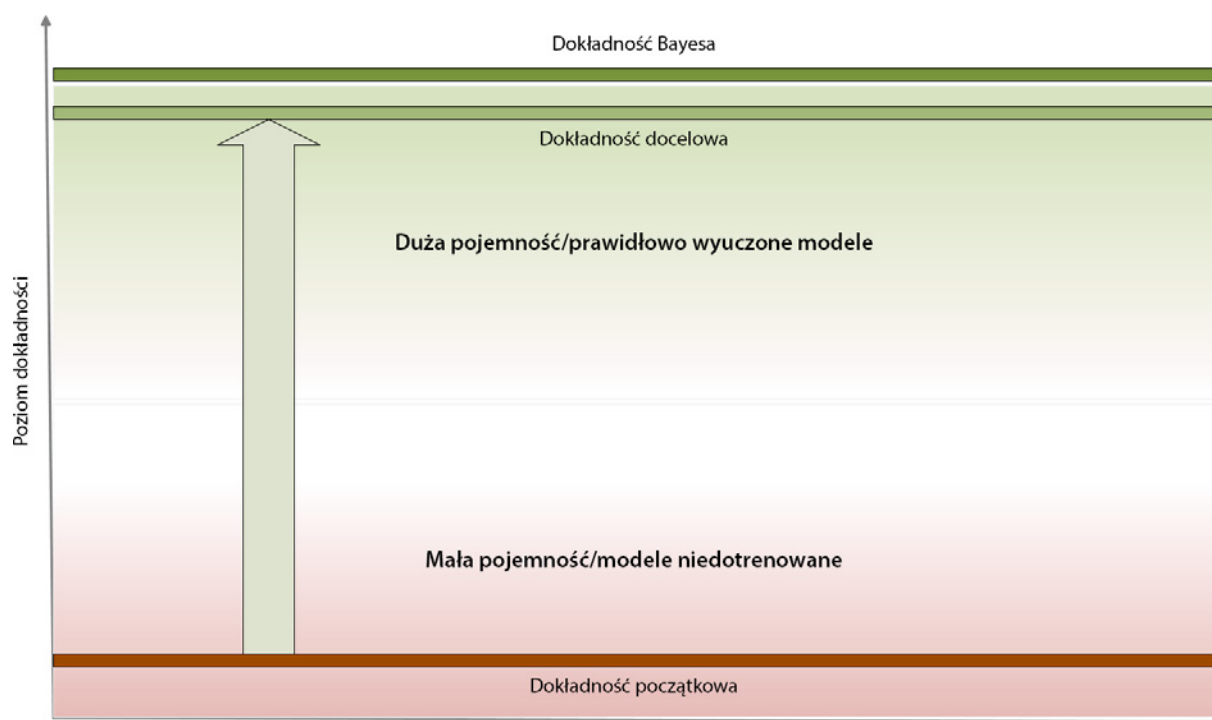 Dokładność Bayesa
Dokładność docelowa
Duża pojemność/prawidłowo wyuczone modele
Poziom dokładności
Mała pojemność/modele niedotrenowane
Dokładność początkowa